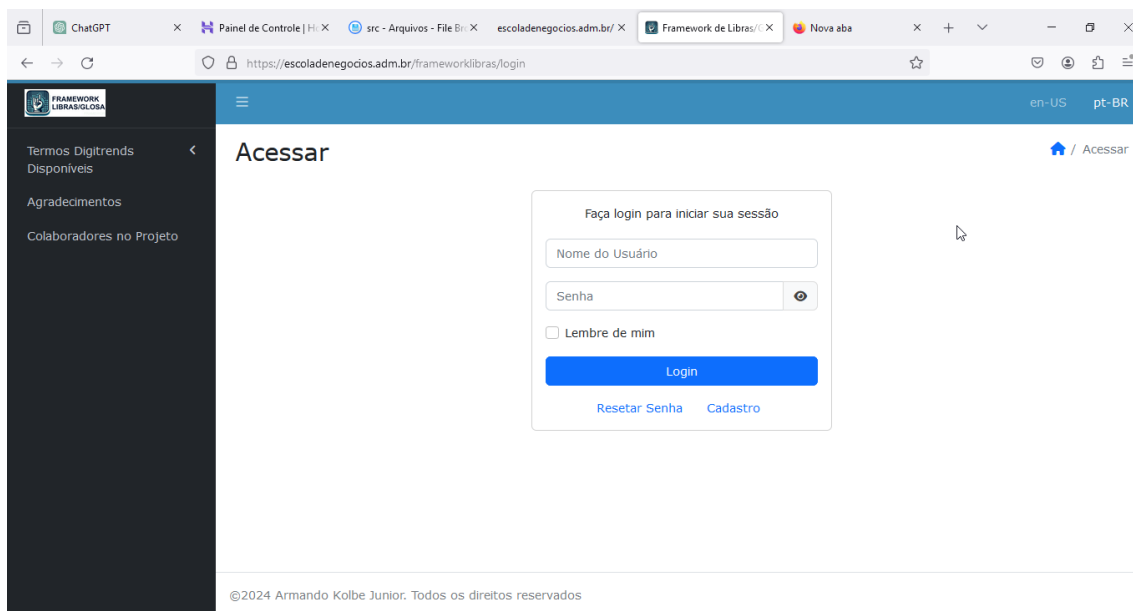 ChatGPT
Painel de Controle | Ho
src - Arquivos - File Bro
escoladenegocios.adm.br/
Framework de Libras/G
Nova aba
https://escoladenegocios.adm.br/frameworklibras/login
FRAMEWORK
LIBRAS/GLOSA
en-US pt-BR
Termos Digitrends
Disponíveis
Agradecimentos
Colaboradores no Projeto
Acessar
/ Acessar
Faça login para iniciar sua sessão
Nome do Usuário
Senha
Lembre de mim
Login
Resetar Senha Cadastro
©2024 Armando Kolbe Junior. Todos os direitos reservados